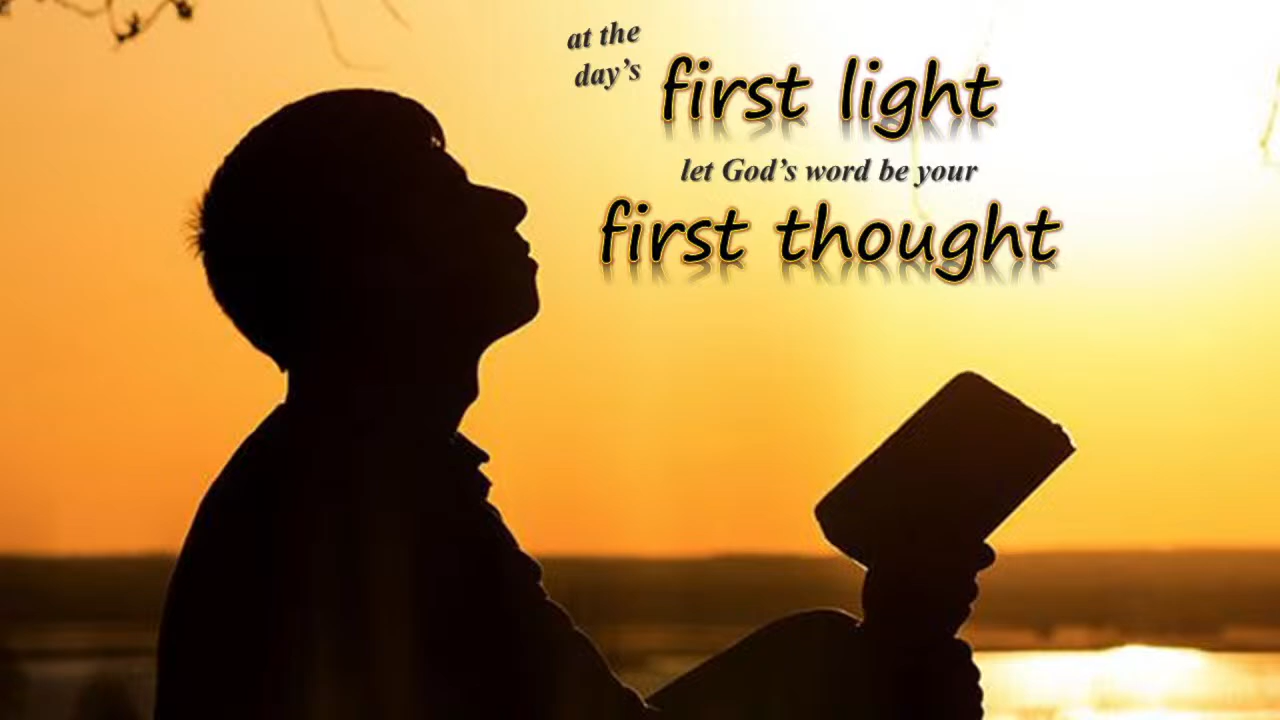 at the
day’s
first light
let God’s word be your
first thought